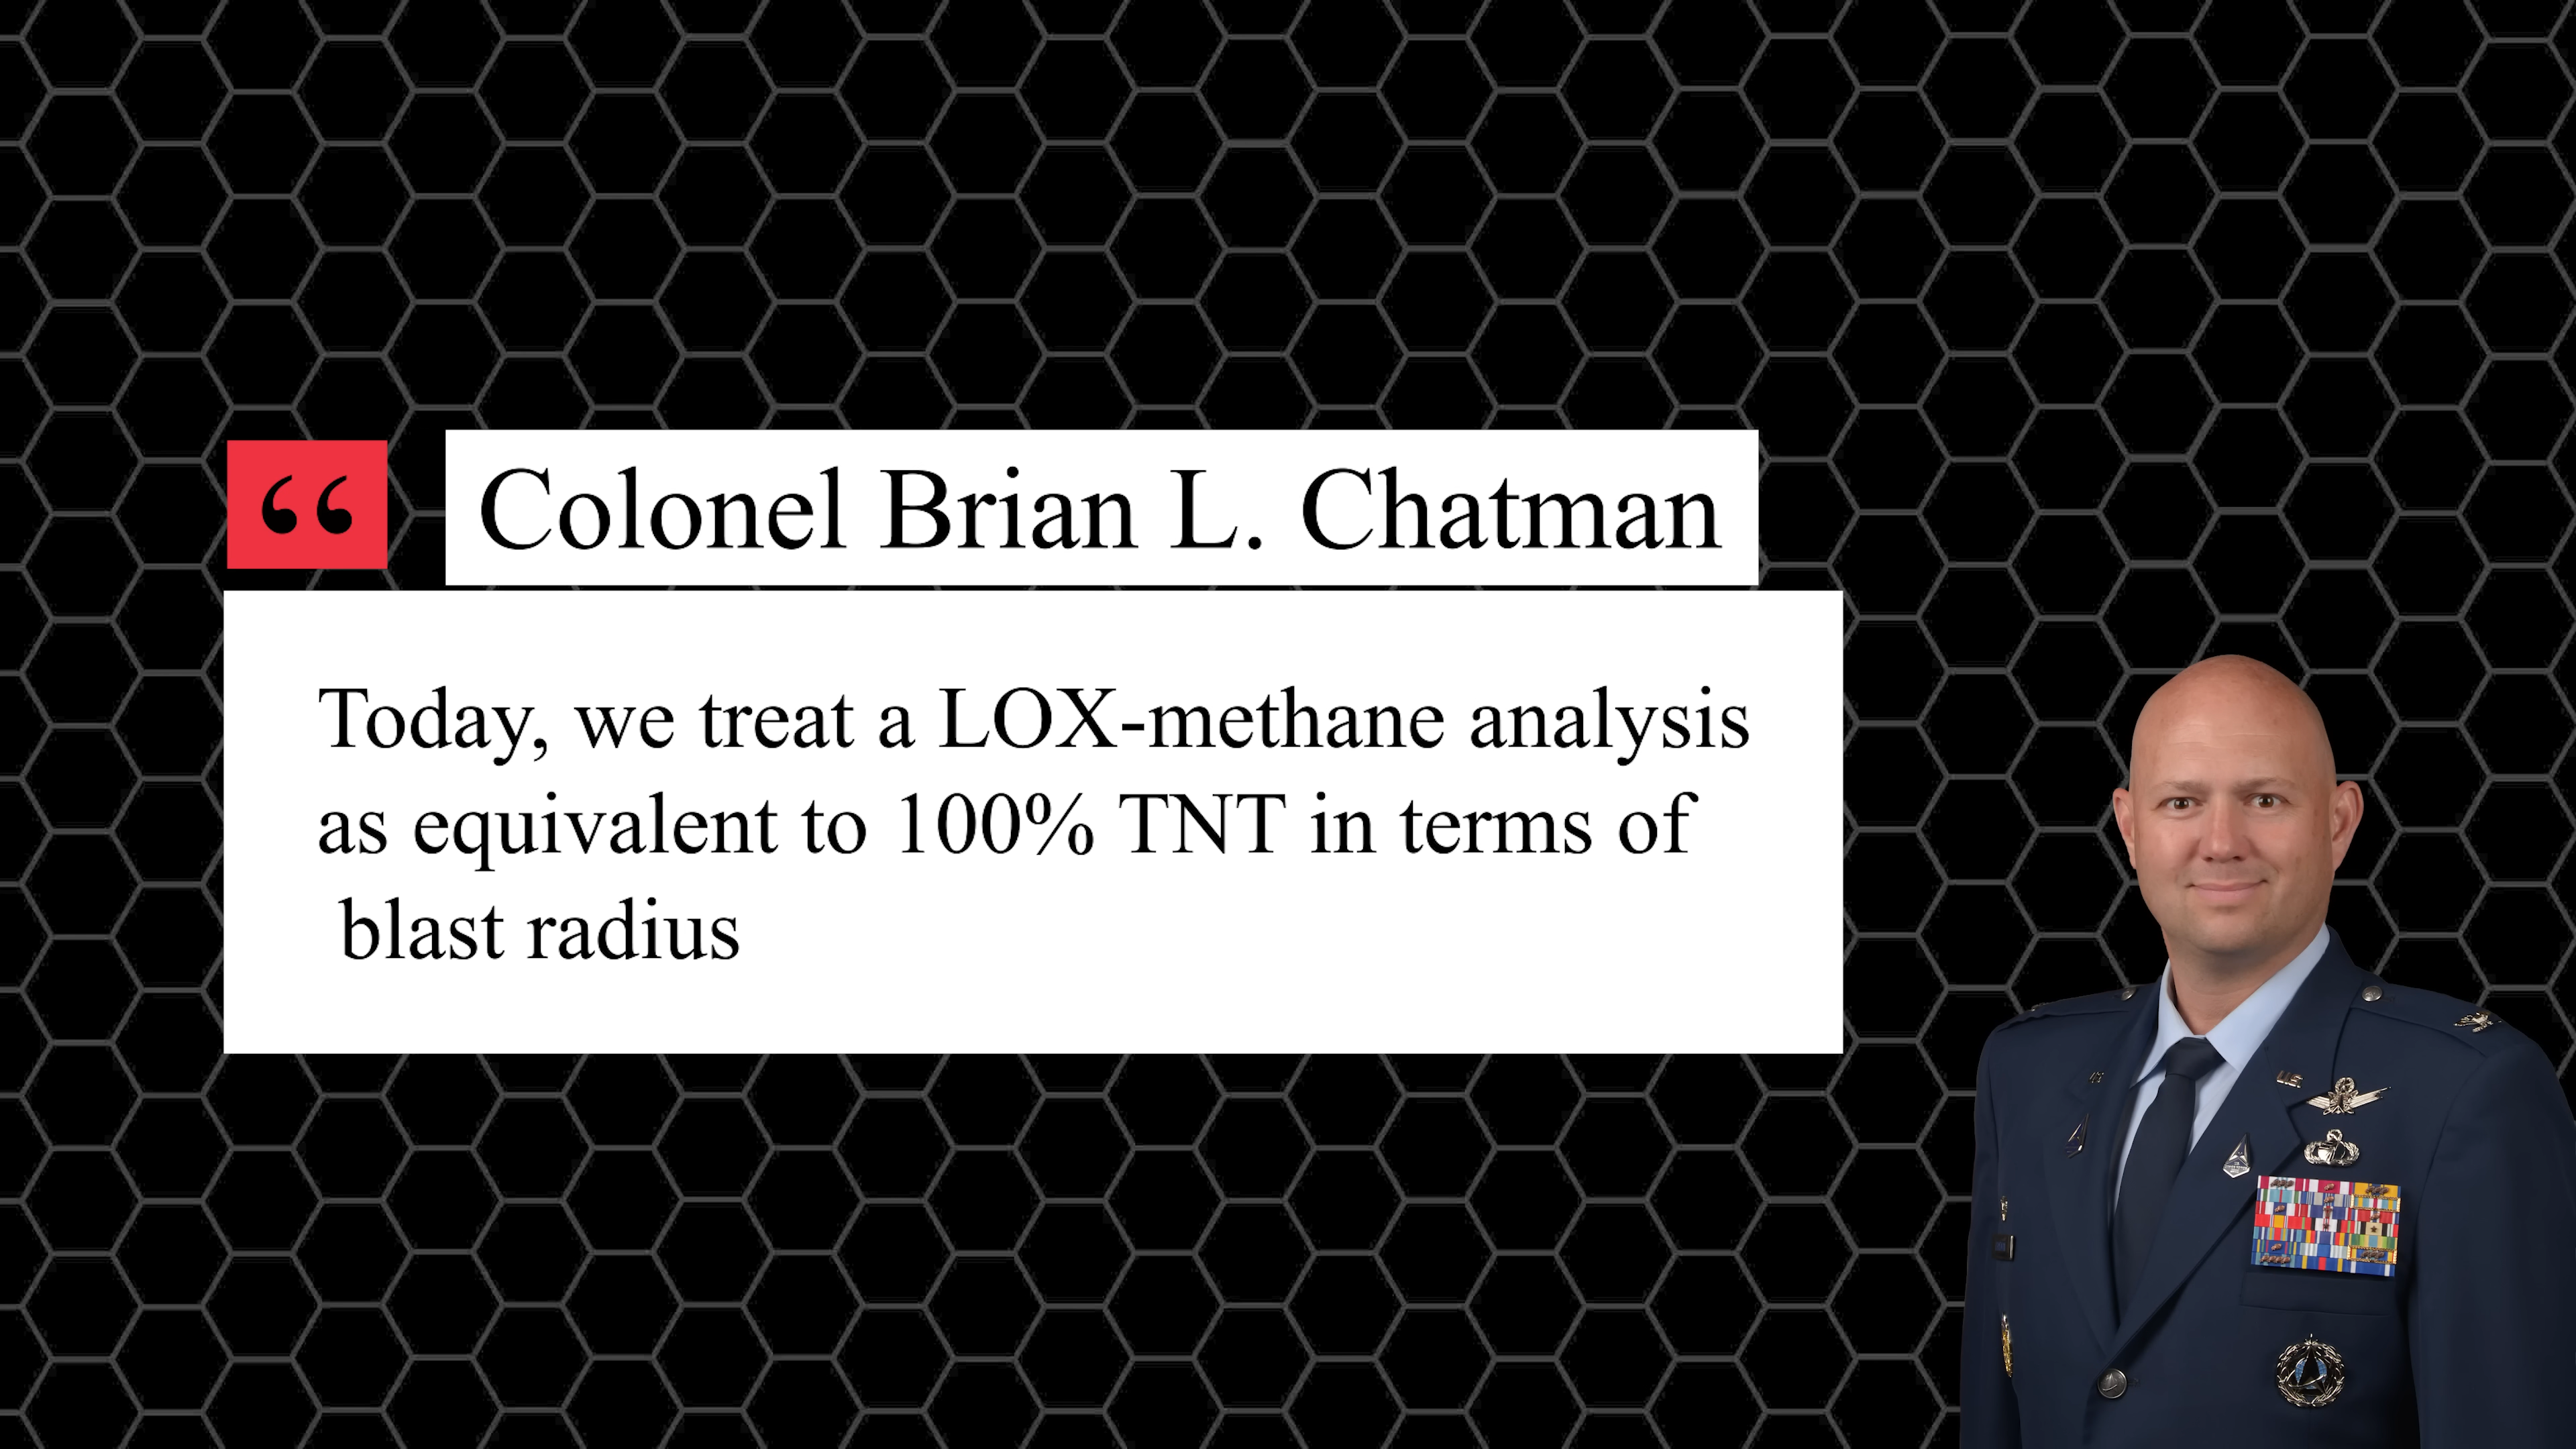 “
Colonel Brian L. Chatman
Today, we treat a LOX-methane analysis
as equivalent to 100% TNT in terms of
blast radius
U.S.